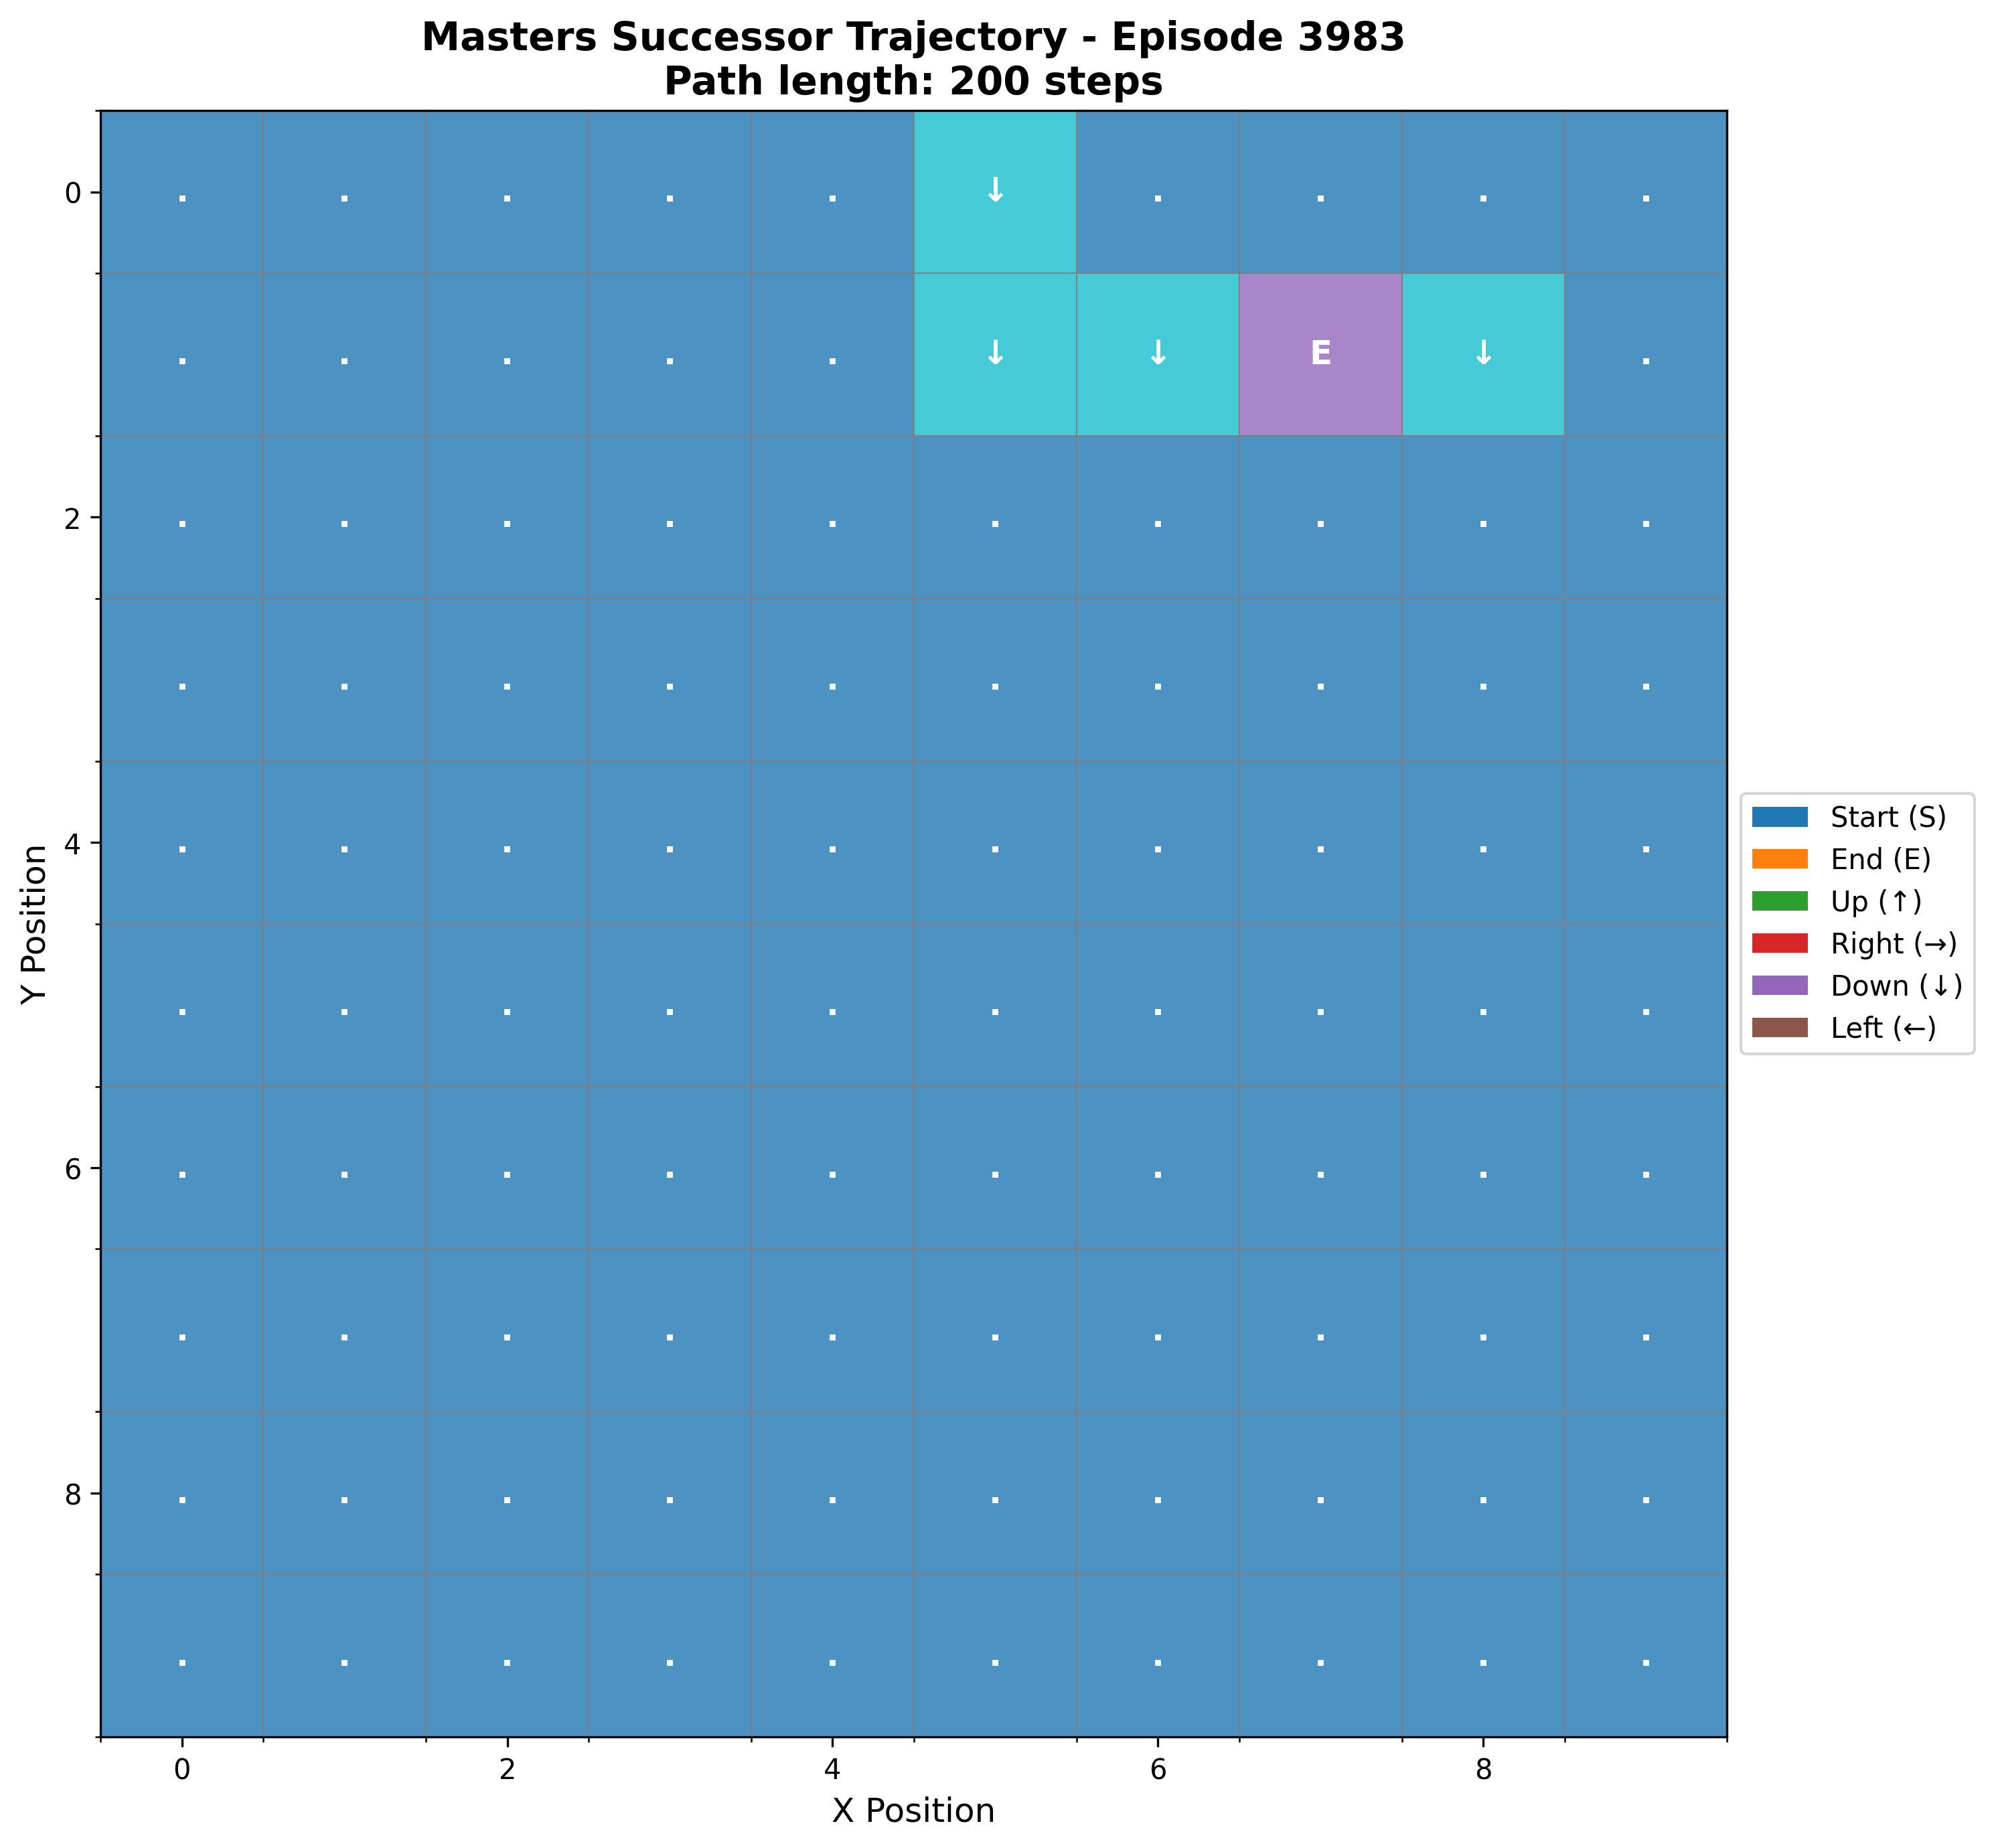 Masters Successor Trajectory - Episode 3983
Path length: 200 steps
0
. . . . . ↓ . . . .
. . . . . ↓ ↓ E ↓ .
2
. . . . . . . . . .
. . . . . . . . . .
4
. . . . . . . . . .
. . . . . . . . . .
6
. . . . . . . . . .
. . . . . . . . . .
8
. . . . . . . . . .
. . . . . . . . . .
0 2 4 6 8
X Position
Y Position
Start (S)
End (E)
Up (↑)
Right (→)
Down (↓)
Left (←)